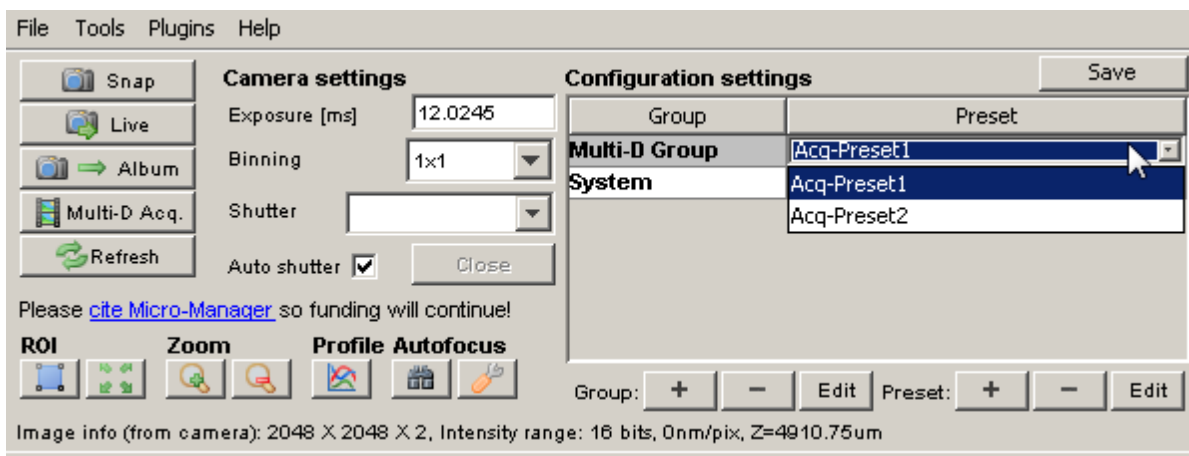 File Tools Plugins Help
Snap
Live
Album
Multi-D Acq.
Refresh
Camera settings
Exposure [ms] 12.0245
Binning 1x1
Shutter
Auto shutter Close
Configuration settings Save
Group Preset
Multi-D Group Acq-Preset1
System Acq-Preset1
Acq-Preset2
Please cite Micro-Manager so funding will continue!
ROI Zoom Profile Autofocus
Group: + - Edit Preset: + - Edit
Image info (from camera): 2048 X 2048 X 2, Intensity range: 16 bits, 0nm/pix, Z=4910.75um